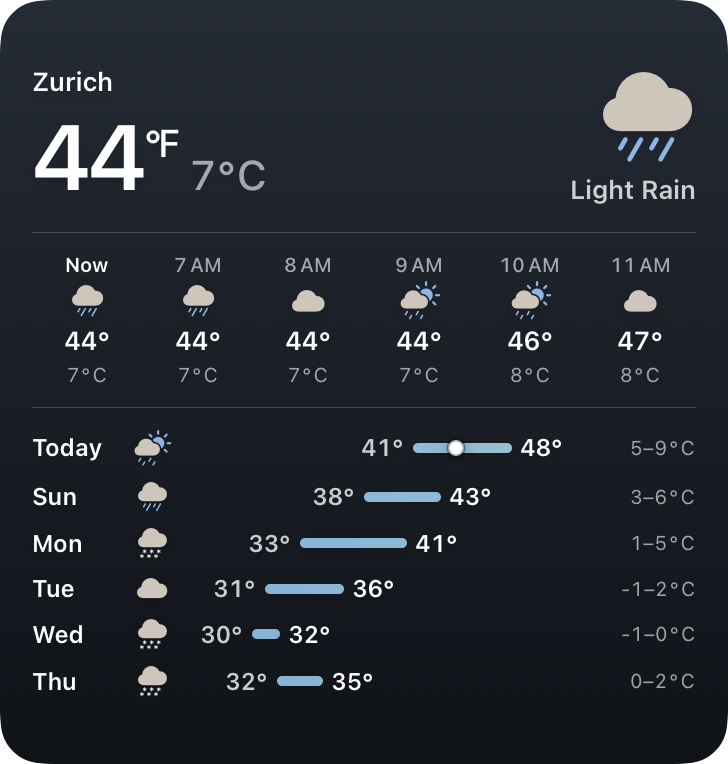 Zurich
44°F 7°C
Light Rain
Now 7 AM 8 AM 9 AM 10 AM 11 AM
44° 44° 44° 44° 46° 47°
7°C 7°C 7°C 7°C 8°C 8°C
Today 41° 48° 5–9°C
Sun 38° 43° 3–6°C
Mon 33° 41° 1–5°C
Tue 31° 36° -1–2°C
Wed 30° 32° -1–0°C
Thu 32° 35° 0–2°C